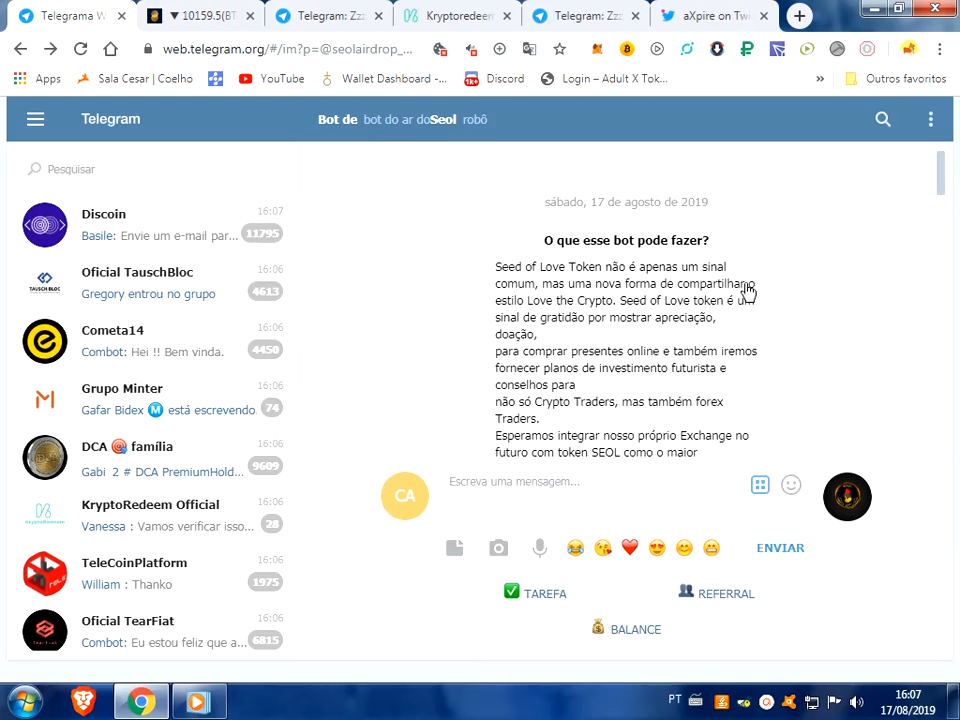 Telegrama W
▼ 10159.5(BT
Telegram: Zzz
Kryptoredeem
Telegram: Zzz
aXpire on Tw
web.telegram.org/#/im?p=@seolairdrop_...
Apps
Sala Cesar | Coelho
YouTube
Wallet Dashboard -...
1k+
Discord
Login – Adult X Tok...
»
Outros favoritos
Telegram
Bot de bot do ar doSeol robô
Pesquisar
Discoin 16:07
Basile: Envie um e-mail par... 11795
Oficial TauschBloc 16:06
Gregory entrou no grupo 4613
TAUSCH BLOC
Cometa14 16:06
Combot: Hei !! Bem vinda. 4450
Grupo Minter 16:06
Gafar Bidex Ⓜ️ está escrevendo 74
DCA 🎯 família 16:06
Gabi 2 # DCA PremiumHold... 9609
KryptoRedeem Official 16:06
Vanessa : Vamos verificar isso... 28
TeleCoinPlatform 16:06
William : Thanko 1975
Oficial TearFiat 16:06
Combot: Eu estou feliz que a... 6815
sábado, 17 de agosto de 2019
O que esse bot pode fazer?
Seed of Love Token não é apenas um sinal
comum, mas uma nova forma de compartilhar o
estilo Love the Crypto. Seed of Love token é um
sinal de gratidão por mostrar apreciação,
doação,
para comprar presentes online e também iremos
fornecer planos de investimento futurista e
conselhos para
não só Crypto Traders, mas também forex
Traders.
Esperamos integrar nosso próprio Exchange no
futuro com token SEOL como o maior
CA
Escreva uma mensagem...
😂 😘 ❤️ 😍 😊 😁 ENVIAR
✅ TAREFA
👥 REFERRAL
💰 BALANCE
PT
16:07
17/08/2019